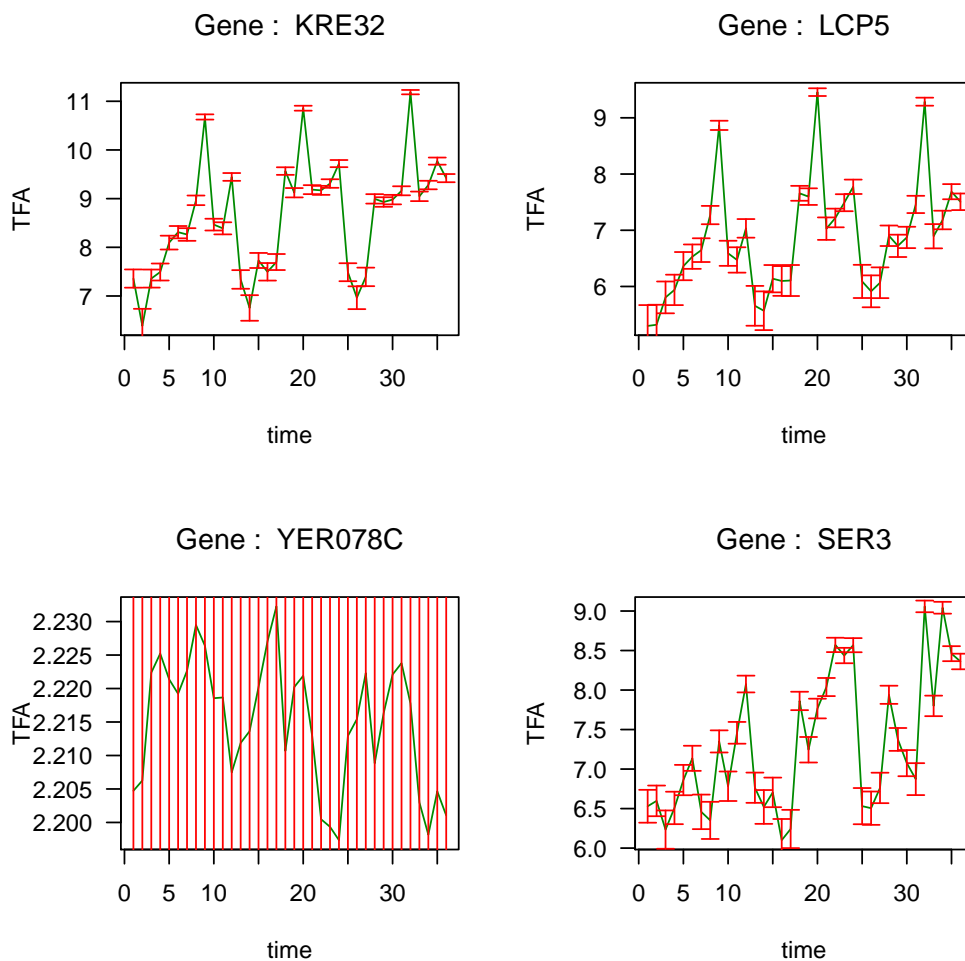 Gene :  KRE32
TFA
11
10
9
8
7
0 5 10 20 30
time
Gene :  LCP5
TFA
9
8
7
6
0 5 10 20 30
time
Gene :  YER078C
TFA
2.230
2.225
2.220
2.215
2.210
2.205
2.200
0 5 10 20 30
time
Gene :  SER3
TFA
9.0
8.5
8.0
7.5
7.0
6.5
6.0
0 5 10 20 30
time